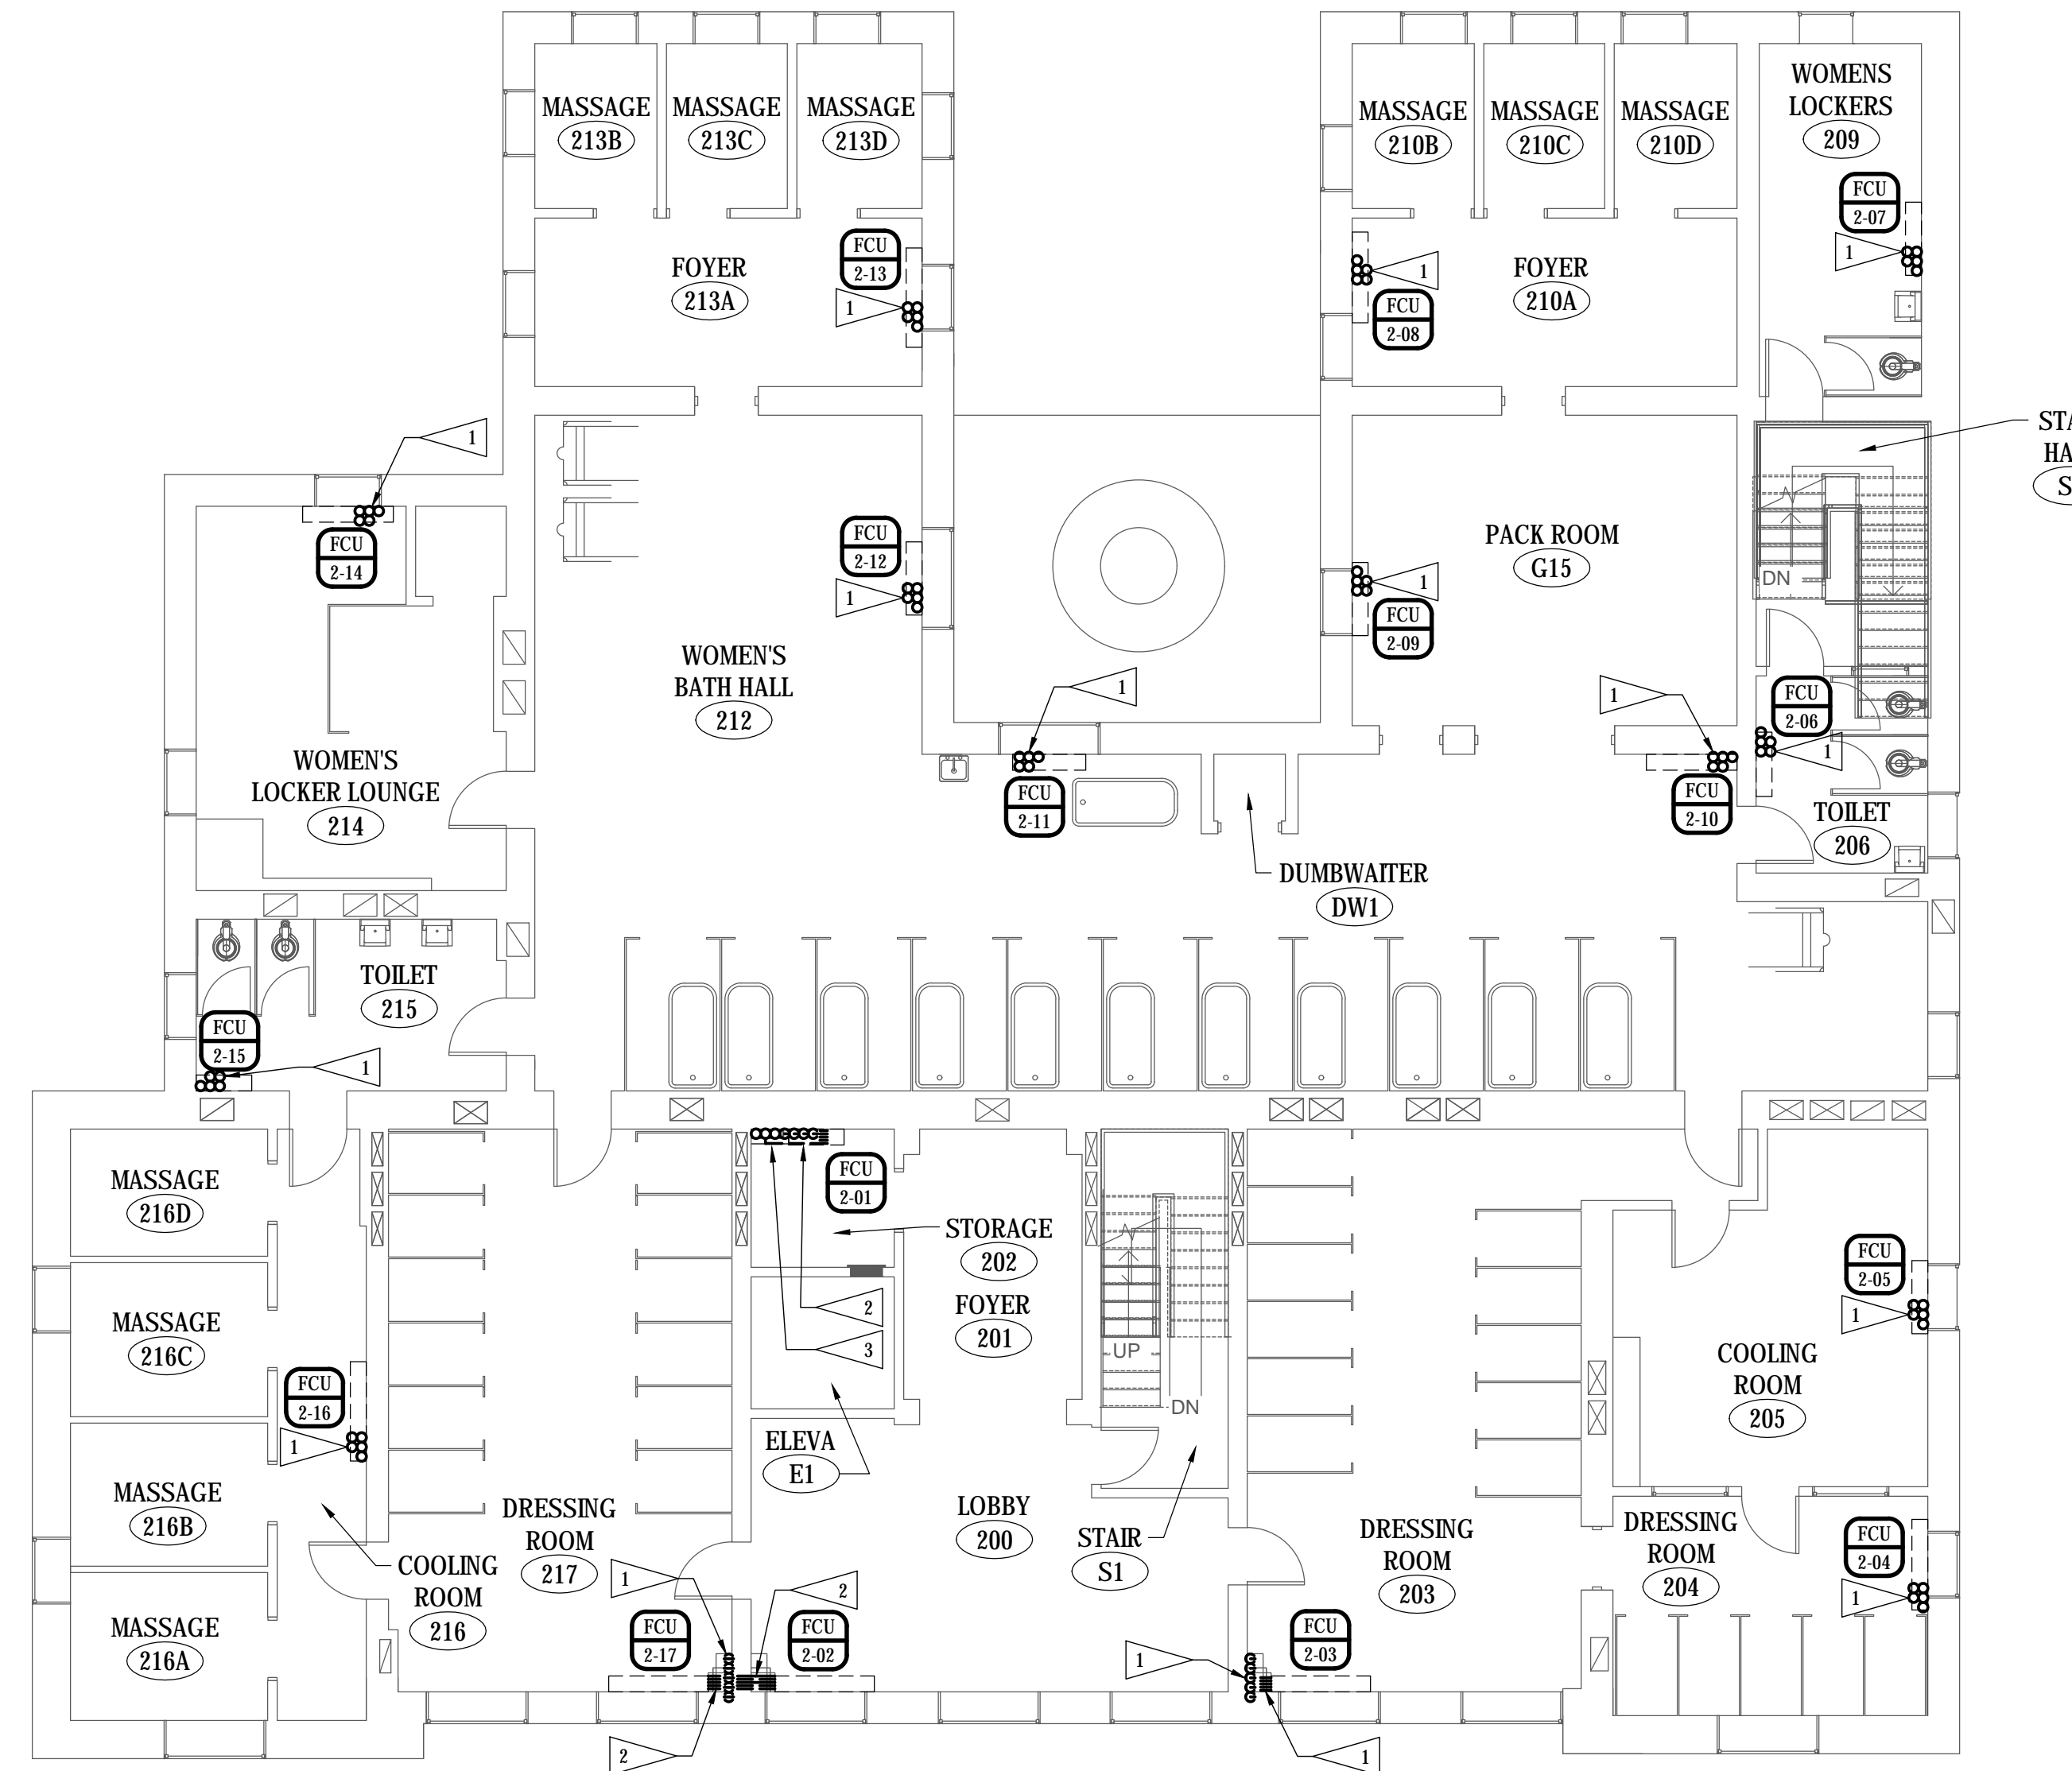 MASSAGE
213B
MASSAGE
213C
MASSAGE
213D
MASSAGE
210B
MASSAGE
210C
MASSAGE
210D
WOMENS
LOCKERS
209
FCU
2-07
1
FOYER
213A
FCU
2-13
1
1
FCU
2-08
FOYER
210A
1
FCU
2-14
FCU
2-12
1
1
FCU
2-09
PACK ROOM
G15
DN
WOMEN'S
BATH HALL
212
1
FCU
2-11
1
FCU
2-10
FCU
2-06
1
TOILET
206
WOMEN'S
LOCKER LOUNGE
214
DUMBWAITER
DW1
TOILET
215
FCU
2-15
1
MASSAGE
216D
MASSAGE
216C
MASSAGE
216B
MASSAGE
216A
FCU
2-16
1
COOLING
ROOM
216
DRESSING
ROOM
217
FCU
2-01
STORAGE
202
2
3
FOYER
201
ELEVA
E1
LOBBY
200
UP
DN
STAIR
S1
DRESSING
ROOM
203
FCU
2-05
1
COOLING
ROOM
205
DRESSING
ROOM
204
FCU
2-04
1
1
FCU
2-17
2
2
FCU
2-02
1
FCU
2-03
1